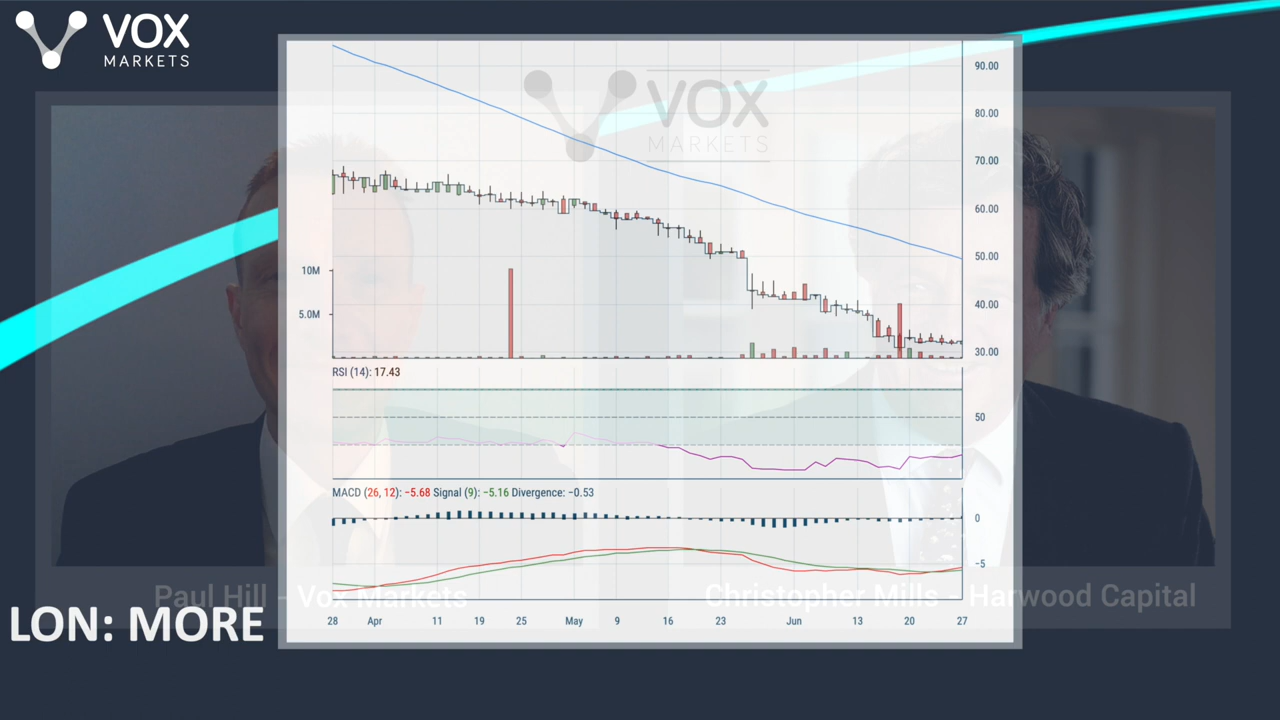 VOX
MARKETS
VOX
MARKETS
90.00
80.00
70.00
60.00
50.00
40.00
30.00
10M
5.0M
RSI (14): 17.43
50
MACD (26, 12): −5.68 Signal (9): −5.16 Divergence: −0.53
0
−5
Paul Hill - Vox Markets
Christopher Mills - Harwood Capital
LON: MORE
28 Apr 11 19 25 May 9 16 23 Jun 13 20 27